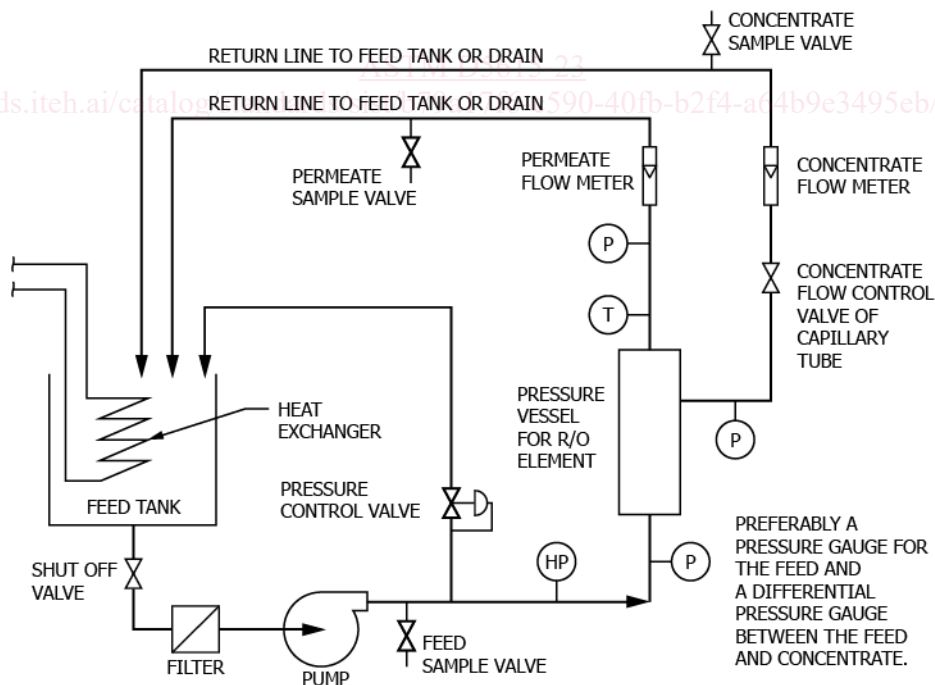 CONCENTRATE
SAMPLE VALVE
RETURN LINE TO FEED TANK OR DRAIN
RETURN LINE TO FEED TANK OR DRAIN
PERMEATE
SAMPLE VALVE
PERMEATE
FLOW METER
CONCENTRATE
FLOW METER
P
T
CONCENTRATE
FLOW CONTROL
VALVE OF
CAPILLARY
TUBE
HEAT
EXCHANGER
FEED TANK
PRESSURE
CONTROL VALVE
PRESSURE
VESSEL
FOR R/O
ELEMENT
P
SHUT OFF
VALVE
FILTER
PUMP
FEED
SAMPLE VALVE
HP
P
PREFERABLY A
PRESSURE GAUGE FOR
THE FEED AND
A DIFFERENTIAL
PRESSURE GAUGE
BETWEEN THE FEED
AND CONCENTRATE.